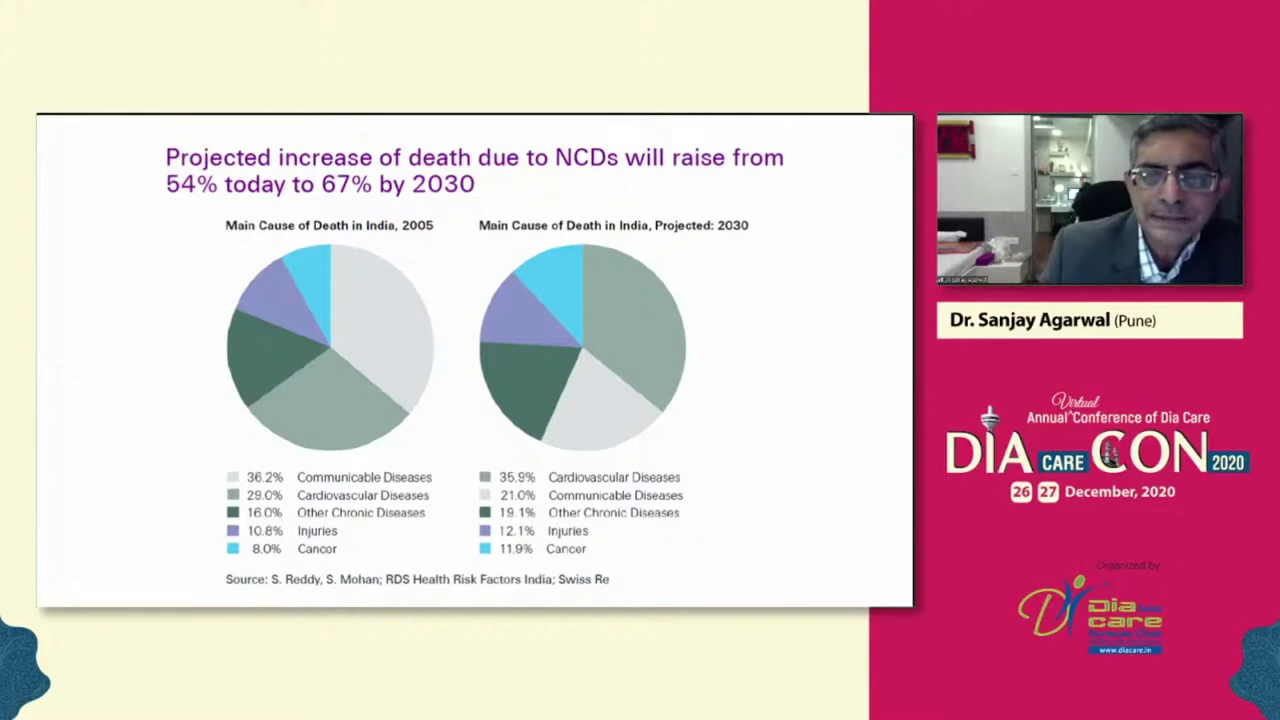 Projected increase of death due to NCDs will raise from
54% today to 67% by 2030
Main Cause of Death in India, 2005
36.2% Communicable Diseases
29.0% Cardiovascular Diseases
16.0% Other Chronic Diseases
10.8% Injuries
8.0% Cancor
Main Cause of Death in India, Projected: 2030
35.9% Cardiovascular Diseases
21.0% Communicable Diseases
19.1% Other Chronic Diseases
12.1% Injuries
11.9% Cancor
Source: S. Reddy, S. Mohan; RDS Health Risk Factors India; Swiss Re
Dr. Sanjay Agarwal (Pune)
Virtual
Annual^Conference of Dia Care
DIA CARE CON 2020
26 27 December, 2020
Organized by
Dia
care
www.diacare.in